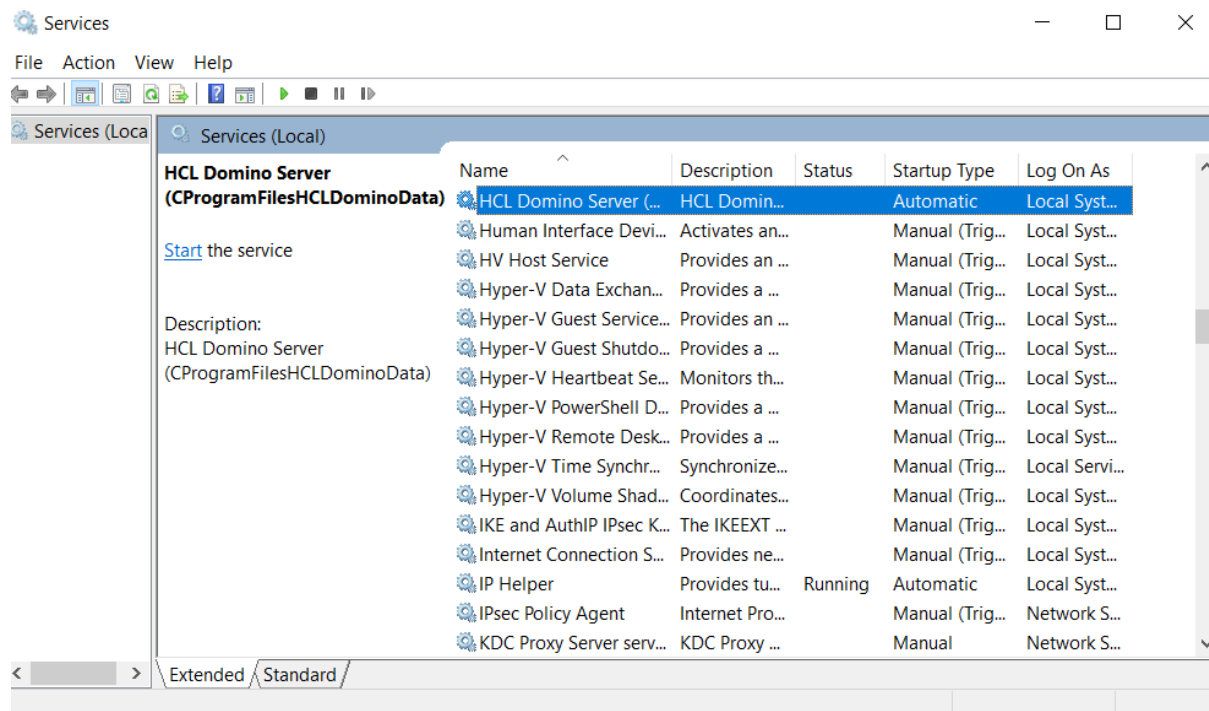 Services
File Action View Help
Services (Loca
Services (Local)
HCL Domino Server
(CProgramFilesHCLDominoData)
Start the service
Description:
HCL Domino Server
(CProgramFilesHCLDominoData)
Name Description Status Startup Type Log On As
HCL Domino Server (... HCL Domin... Automatic Local Syst...
Human Interface Devi... Activates an... Manual (Trig... Local Syst...
HV Host Service Provides an ... Manual (Trig... Local Syst...
Hyper-V Data Exchan... Provides a ... Manual (Trig... Local Syst...
Hyper-V Guest Service... Provides an ... Manual (Trig... Local Syst...
Hyper-V Guest Shutdo... Provides a ... Manual (Trig... Local Syst...
Hyper-V Heartbeat Se... Monitors th... Manual (Trig... Local Syst...
Hyper-V PowerShell D... Provides a ... Manual (Trig... Local Syst...
Hyper-V Remote Desk... Provides a ... Manual (Trig... Local Syst...
Hyper-V Time Synchr... Synchronize... Manual (Trig... Local Servi...
Hyper-V Volume Shad... Coordinates... Manual (Trig... Local Syst...
IKE and AuthIP IPsec K... The IKEEXT ... Manual (Trig... Local Syst...
Internet Connection S... Provides ne... Manual (Trig... Local Syst...
IP Helper Provides tu... Running Automatic Local Syst...
IPsec Policy Agent Internet Pro... Manual (Trig... Network S...
KDC Proxy Server serv... KDC Proxy ... Manual Network S...
Extended Standard